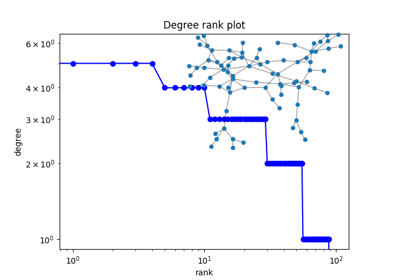 Degree rank plot
6 × 10⁰
4 × 10⁰
3 × 10⁰
2 × 10⁰
10⁰
degree
10⁰
10¹
10²
rank